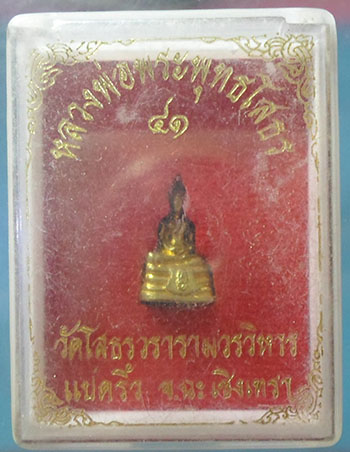 หลวงพ่อพระพุทธโสธร
๔๑
วัดโสธรวรารามวรวิหาร
แปดริ้ว จ.ฉะเชิงเทรา